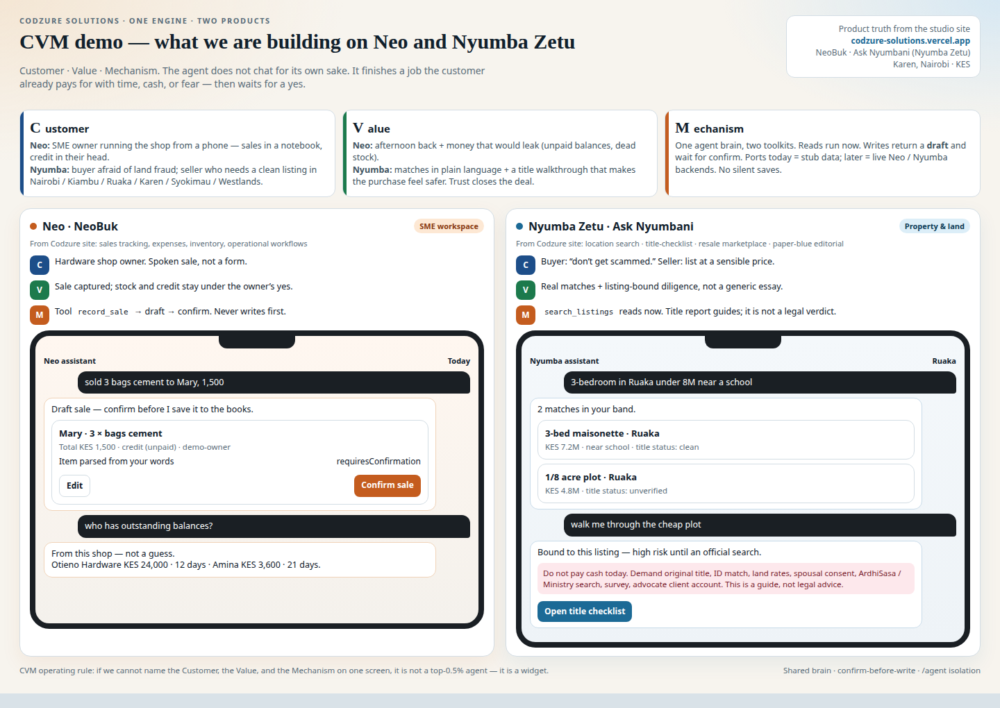 CODZURE SOLUTIONS · ONE ENGINE · TWO PRODUCTS
CVM demo — what we are building on Neo and Nyumba Zetu
Customer · Value · Mechanism. The agent does not chat for its own sake. It finishes a job the customer
already pays for with time, cash, or fear — then waits for a yes.
Product truth from the studio site
codzure-solutions.vercel.app
NeoBuk · Ask Nyumbani (Nyumba Zetu)
Karen, Nairobi · KES
C ustomer
Neo: SME owner running the shop from a phone — sales in a notebook,
credit in their head.
Nyumba: buyer afraid of land fraud; seller who needs a clean listing in
Nairobi / Kiambu / Ruaka / Karen / Syokimau / Westlands.
V alue
Neo: afternoon back + money that would leak (unpaid balances, dead
stock).
Nyumba: matches in plain language + a title walkthrough that makes
the purchase feel safer. Trust closes the deal.
M echanism
One agent brain, two toolkits. Reads run now. Writes return a draft and
wait for confirm. Ports today = stub data; later = live Neo / Nyumba
backends. No silent saves.
Neo · NeoBuk
SME workspace
From Codzure site: sales tracking, expenses, inventory, operational workflows
C Hardware shop owner. Spoken sale, not a form.
V Sale captured; stock and credit stay under the owner’s yes.
M Tool record_sale → draft → confirm. Never writes first.
Neo assistant Today
sold 3 bags cement to Mary, 1,500
Draft sale — confirm before I save it to the books.
Mary · 3 × bags cement
Total KES 1,500 · credit (unpaid) · demo-owner
Item parsed from your words requiresConfirmation
Edit Confirm sale
who has outstanding balances?
From this shop — not a guess.
Otieno Hardware KES 24,000 · 12 days · Amina KES 3,600 · 21 days.
Nyumba Zetu · Ask Nyumbani
Property & land
From Codzure site: location search · title-checklist · resale marketplace · paper-blue editorial
C Buyer: “don’t get scammed.” Seller: list at a sensible price.
V Real matches + listing-bound diligence, not a generic essay.
M search_listings reads now. Title report guides; it is not a legal verdict.
Nyumba assistant Ruaka
3-bedroom in Ruaka under 8M near a school
2 matches in your band.
3-bed maisonette · Ruaka
KES 7.2M · near school · title status: clean
1/8 acre plot · Ruaka
KES 4.8M · title status: unverified
walk me through the cheap plot
Bound to this listing — high risk until an official search.
Do not pay cash today. Demand original title, ID match, land rates, spousal consent, ArdhiSasa /
Ministry search, survey, advocate client account. This is a guide, not legal advice.
Open title checklist
CVM operating rule: if we cannot name the Customer, the Value, and the Mechanism on one screen, it is not a top-0.5% agent — it is a widget.
Shared brain · confirm-before-write · /agent isolation